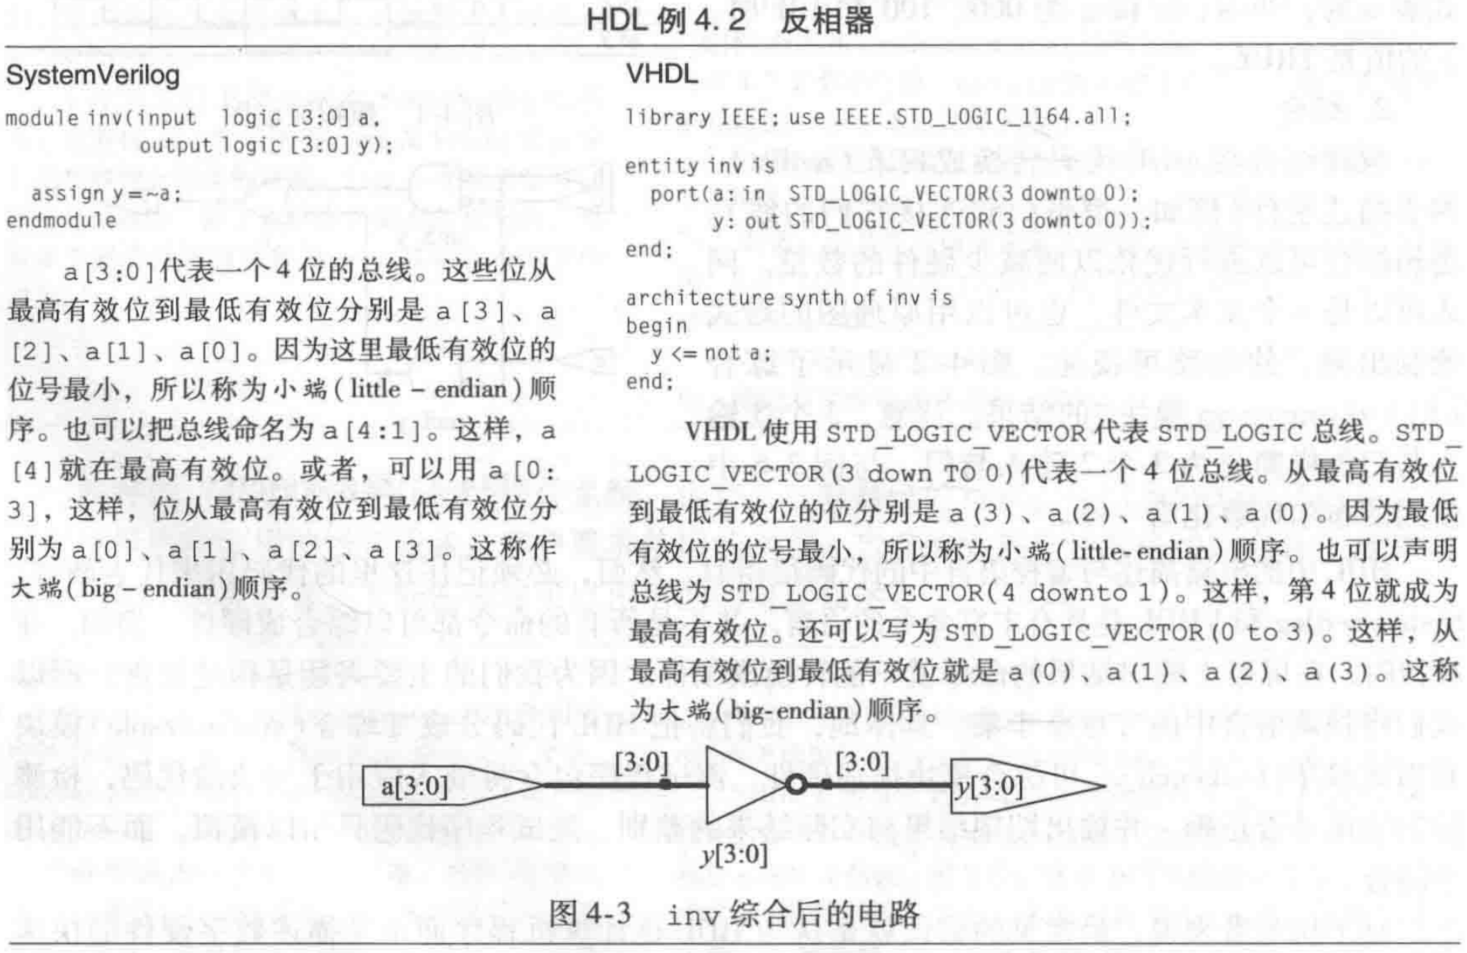 HDL 例 4.2 反相器
SystemVerilog
module inv(input logic [3:0] a,
output logic [3:0] y);
assign y =~a;
endmodule
a[3:0]代表一个4位的总线。这些位从
最高有效位到最低有效位分别是 a[3]、a
[2]、a[1]、a[0]。因为这里最低有效位的
位号最小，所以称为小端(little - endian)顺
序。也可以把总线命名为 a[4:1]。这样，a
[4]就在最高有效位。或者，可以用 a[0:
3]，这样，位从最高有效位到最低有效位分
别为 a[0]、a[1]、a[2]、a[3]。这称作
大端(big - endian)顺序。
VHDL
library IEEE; use IEEE.STD_LOGIC_1164.all;
entity inv is
port(a: in STD_LOGIC_VECTOR(3 downto 0);
y: out STD_LOGIC_VECTOR(3 downto 0));
end;
architecture synth of inv is
begin
y <= not a;
end;
VHDL 使用 STD_LOGIC_VECTOR 代表 STD_LOGIC 总线。STD_
LOGIC_VECTOR(3 down TO 0)代表一个4位总线。从最高有效位
到最低有效位的位分别是 a(3)、a(2)、a(1)、a(0)。因为最低
有效位的位号最小，所以称为小端(little-endian)顺序。也可以声明
总线为 STD_LOGIC_VECTOR(4 downto 1)。这样，第4位就成为
最高有效位。还可以写为 STD_LOGIC_VECTOR(0 to 3)。这样，从
最高有效位到最低有效位就是 a(0)、a(1)、a(2)、a(3)。这称
为大端(big-endian)顺序。
[3:0] [3:0]
a[3:0] y[3:0]
y[3:0]
图 4-3 inv 综合后的电路